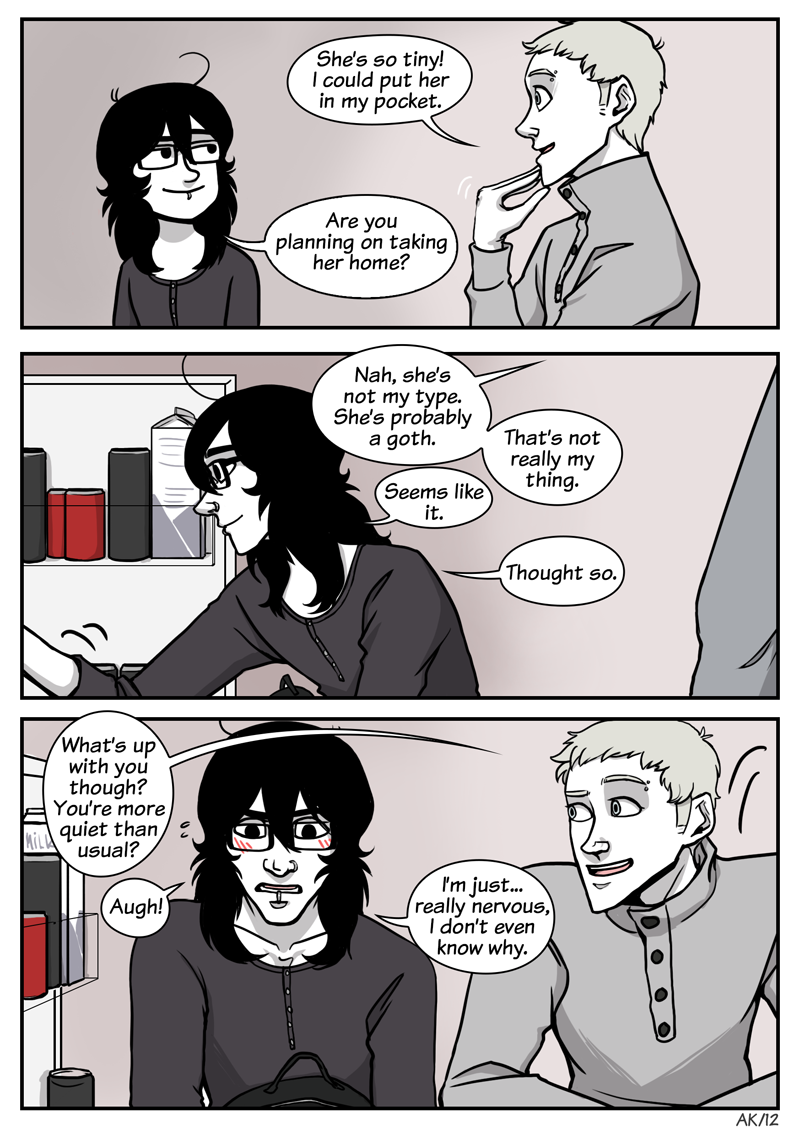 She's so tiny!
I could put her
in my pocket.
Are you
planning on taking
her home?
Nah, she's
not my type.
She's probably
a goth.
That's not
really my
thing.
Seems like
it.
Thought so.
What's up
with you
though?
You're more
quiet than
usual?
Augh!
I'm just...
really nervous,
I don't even
know why.
MILK
AK/12